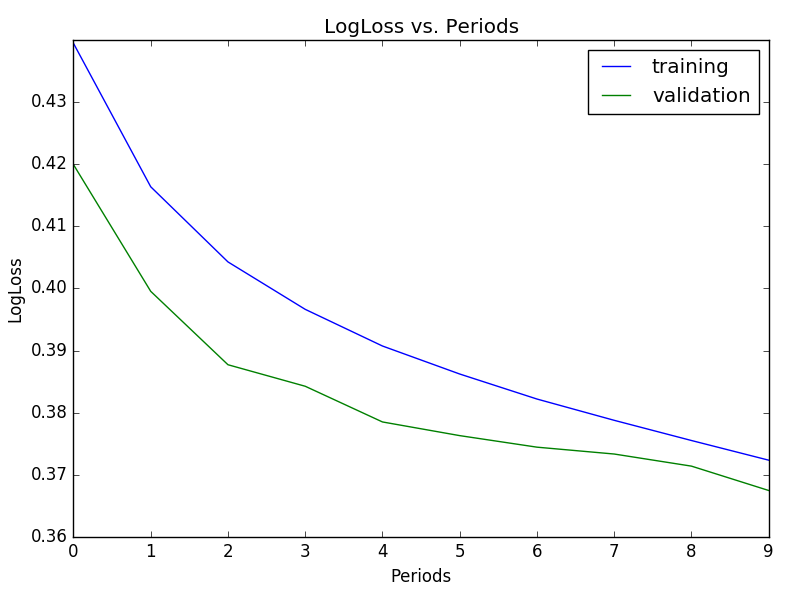 LogLoss vs. Periods
training
validation
LogLoss
0.43
0.42
0.41
0.40
0.39
0.38
0.37
0.36
0 1 2 3 4 5 6 7 8 9
Periods